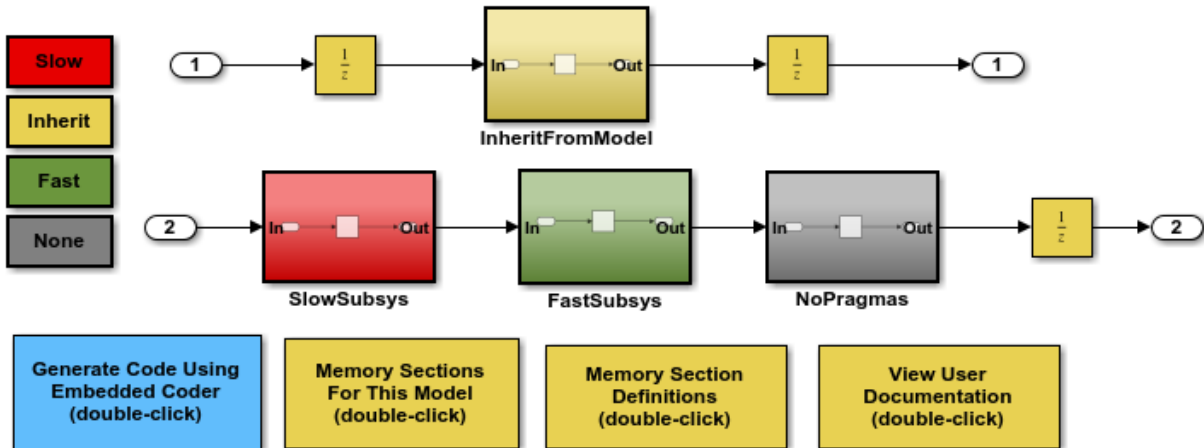 Slow
Inherit
Fast
None
1
1
z
In
Out
InheritFromModel
1
z
1
2
In
Out
SlowSubsys
In
Out
FastSubsys
In
Out
NoPragmas
1
z
2
Generate Code Using
Embedded Coder
(double-click)
Memory Sections
For This Model
(double-click)
Memory Section
Definitions
(double-click)
View User
Documentation
(double-click)